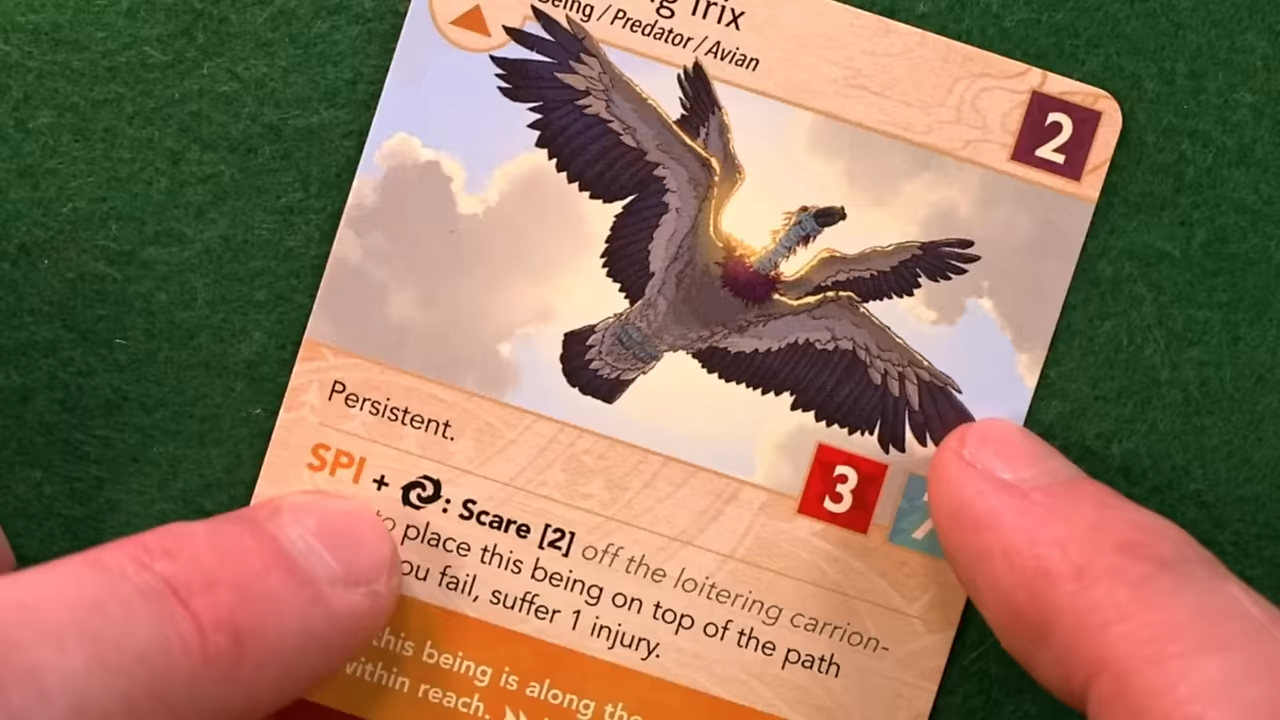 Trix
Being / Predator / Avian
2
Persistent.
3
SPI + : Scare [2] off the loitering carrion-
to place this being on top of the path
fail, suffer 1 injury.
this being is along the
within reach.